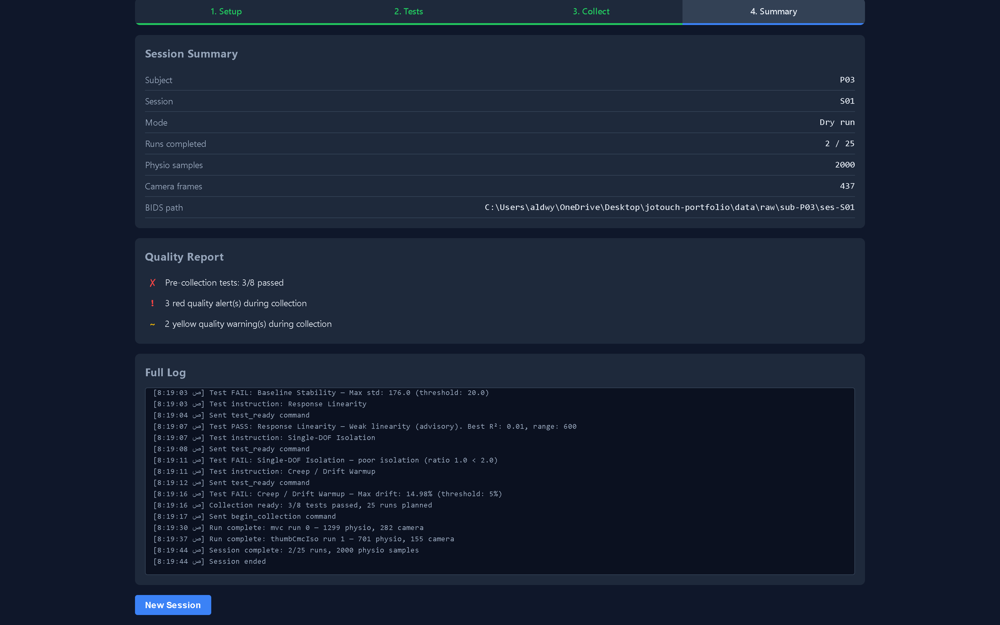 1. Setup
2. Tests
3. Collect
4. Summary
Session Summary
Subject P03
Session S01
Mode Dry run
Runs completed 2 / 25
Physio samples 2000
Camera frames 437
BIDS path C:\Users\aldwy\OneDrive\Desktop\jotouch-portfolio\data\raw\sub-P03\ses-S01
Quality Report
✗ Pre-collection tests: 3/8 passed
! 3 red quality alert(s) during collection
~ 2 yellow quality warning(s) during collection
Full Log
[8:19:03 ص] Test FAIL: Baseline Stability — Max std: 176.0 (threshold: 20.0)
[8:19:03 ص] Test instruction: Response Linearity
[8:19:04 ص] Sent test_ready command
[8:19:07 ص] Test PASS: Response Linearity — Weak linearity (advisory). Best R²: 0.01, range: 600
[8:19:07 ص] Test instruction: Single-DOF Isolation
[8:19:08 ص] Sent test_ready command
[8:19:11 ص] Test FAIL: Single-DOF Isolation — poor isolation (ratio 1.0 < 2.0)
[8:19:11 ص] Test instruction: Creep / Drift Warmup
[8:19:12 ص] Sent test_ready command
[8:19:16 ص] Test FAIL: Creep / Drift Warmup — Max drift: 14.98% (threshold: 5%)
[8:19:16 ص] Collection ready: 3/8 tests passed, 25 runs planned
[8:19:17 ص] Sent begin_collection command
[8:19:30 ص] Run complete: mvc run 0 — 1299 physio, 282 camera
[8:19:37 ص] Run complete: thumbCmcIso run 1 — 701 physio, 155 camera
[8:19:44 ص] Session complete: 2/25 runs, 2000 physio samples
[8:19:44 ص] Session ended
New Session